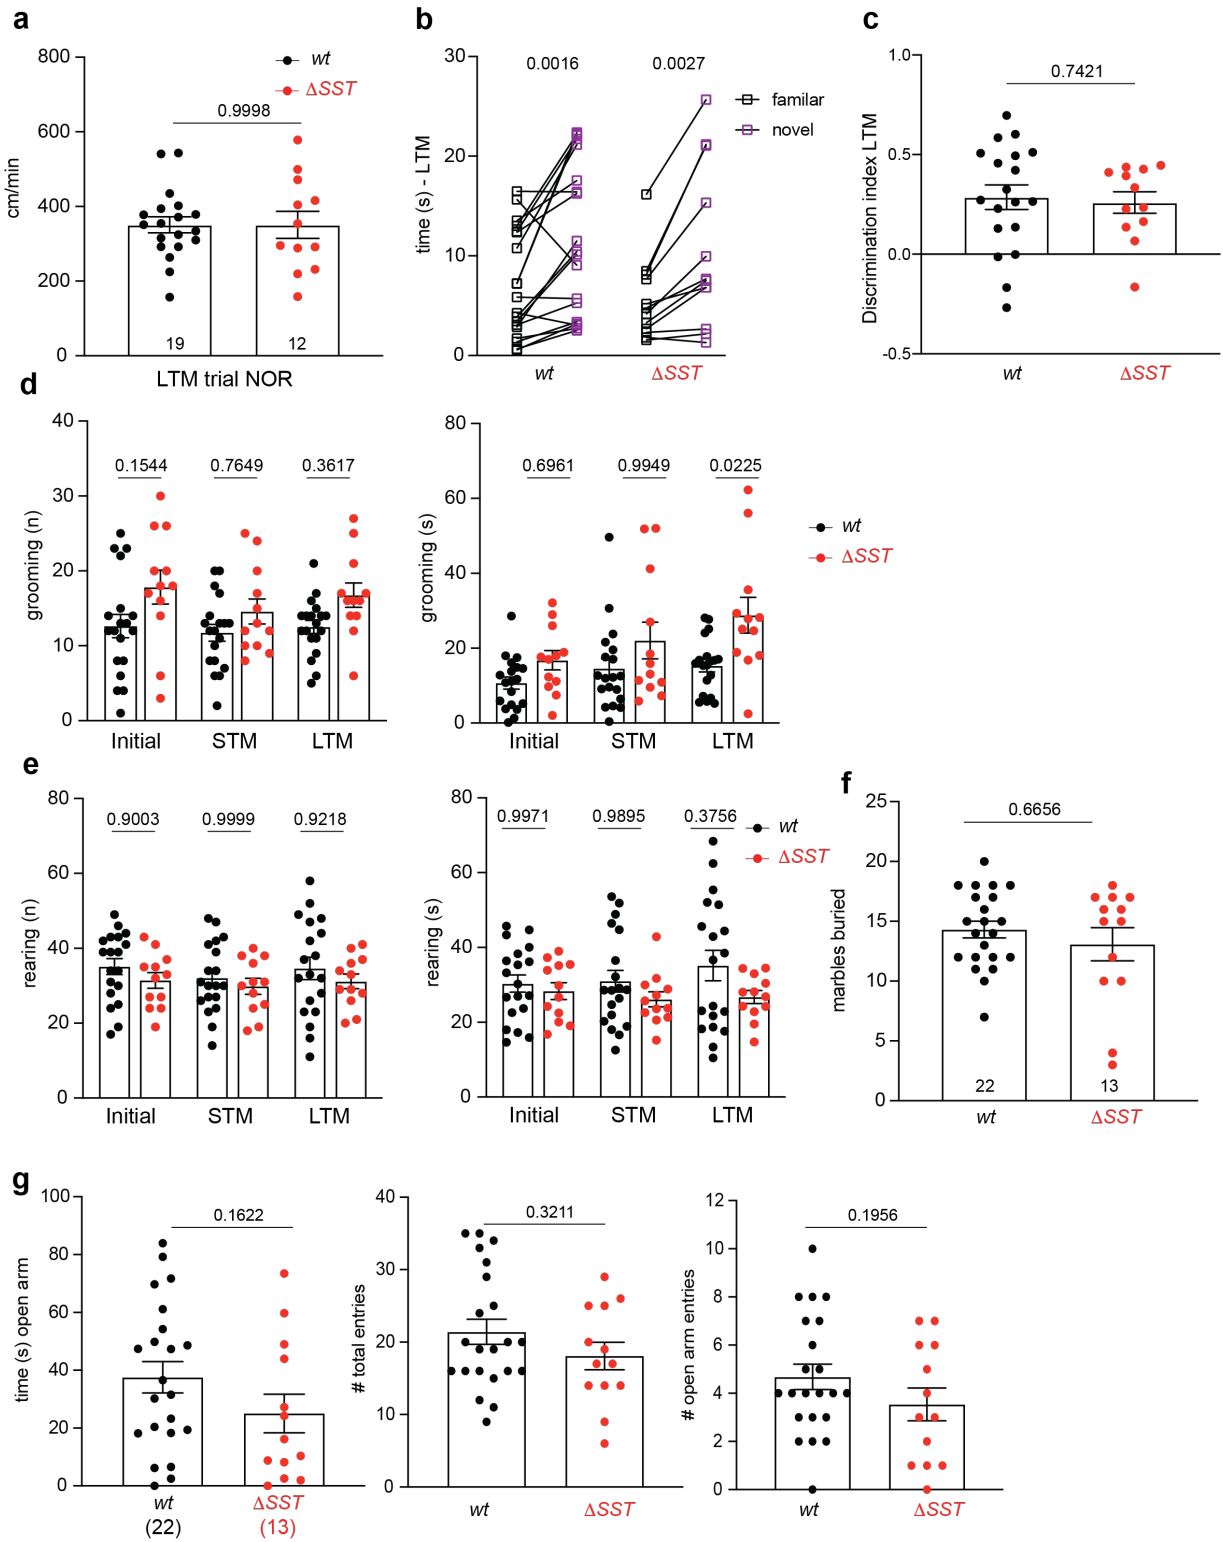 a
800
600
400
200
0
cm/min
wt
ΔSST
0.9998
19
12
LTM trial NOR
b
30
20
10
0
time (s) - LTM
0.0016
0.0027
familar
novel
wt
ΔSST
c
1.0
0.5
0.0
-0.5
Discrimination index LTM
0.7421
wt
ΔSST
d
40
30
20
10
0
grooming (n)
0.1544
0.7649
0.3617
Initial
STM
LTM
80
60
40
20
0
grooming (s)
0.6961
0.9949
0.0225
Initial
STM
LTM
wt
ΔSST
e
80
60
40
20
0
rearing (n)
0.9003
0.9999
0.9218
Initial
STM
LTM
80
60
40
20
0
rearing (s)
0.9971
0.9895
0.3756
Initial
STM
LTM
wt
ΔSST
f
25
20
15
10
5
0
marbles buried
0.6656
22
13
wt
ΔSST
g
100
80
60
40
20
0
time (s) open arm
0.1622
wt
(22)
ΔSST
(13)
40
30
20
10
0
# total entries
0.3211
wt
ΔSST
12
10
8
6
4
2
0
# open arm entries
0.1956
wt
ΔSST